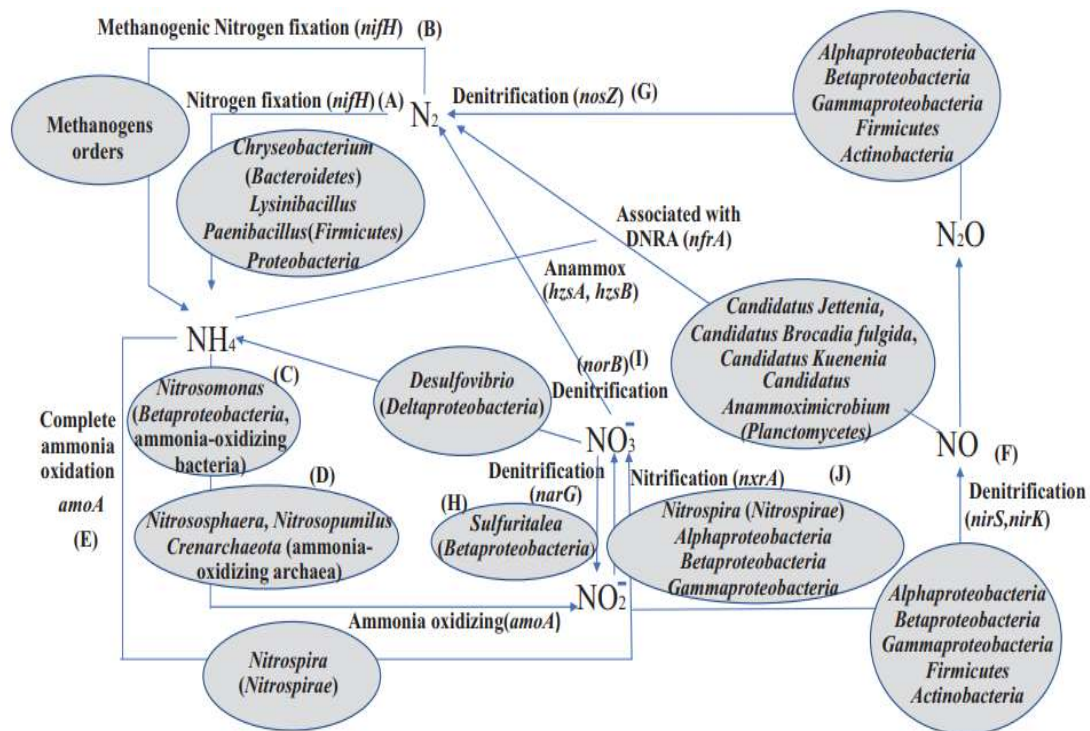 Methanogenic Nitrogen fixation (nifH) (B)
Methanogens
orders
Nitrogen fixation (nifH) (A)
N2
Denitrification (nosZ) (G)
Alphaproteobacteria
Betaproteobacteria
Gammaproteobacteria
Firmicutes
Actinobacteria
Chryseobacterium
(Bacteroidetes)
Lysinibacillus
Paenibacillus(Firmicutes)
Proteobacteria
Associated with
DNRA (nfrA)
N2O
Anammox
(hzsA, hzsB)
Candidatus Jettenia,
Candidatus Brocadia fulgida,
Candidatus Kuenenia
Candidatus
Anammoximicrobium
(Planctomycetes)
NH4
(C)
Nitrosomonas
(Betaproteobacteria,
ammonia-oxidizing
bacteria)
Desulfovibrio
(Deltaproteobacteria)
(norB) (I)
Denitrification
NO3-
NO
(F)
Complete
ammonia
oxidation
amoA
(E)
(D)
Nitrososphaera, Nitrosopumilus
Crenarchaeota (ammonia-
oxidizing archaea)
Denitrification
(narG)
(H)
Sulfuritalea
(Betaproteobacteria)
Nitrification (nxrA)
(J)
Nitrospira (Nitrospirae)
Alphaproteobacteria
Betaproteobacteria
Gammaproteobacteria
Denitrification
(nirS,nirK)
NO2-
Ammonia oxidizing(amoA)
Alphaproteobacteria
Betaproteobacteria
Gammaproteobacteria
Firmicutes
Actinobacteria
Nitrospira
(Nitrospirae)